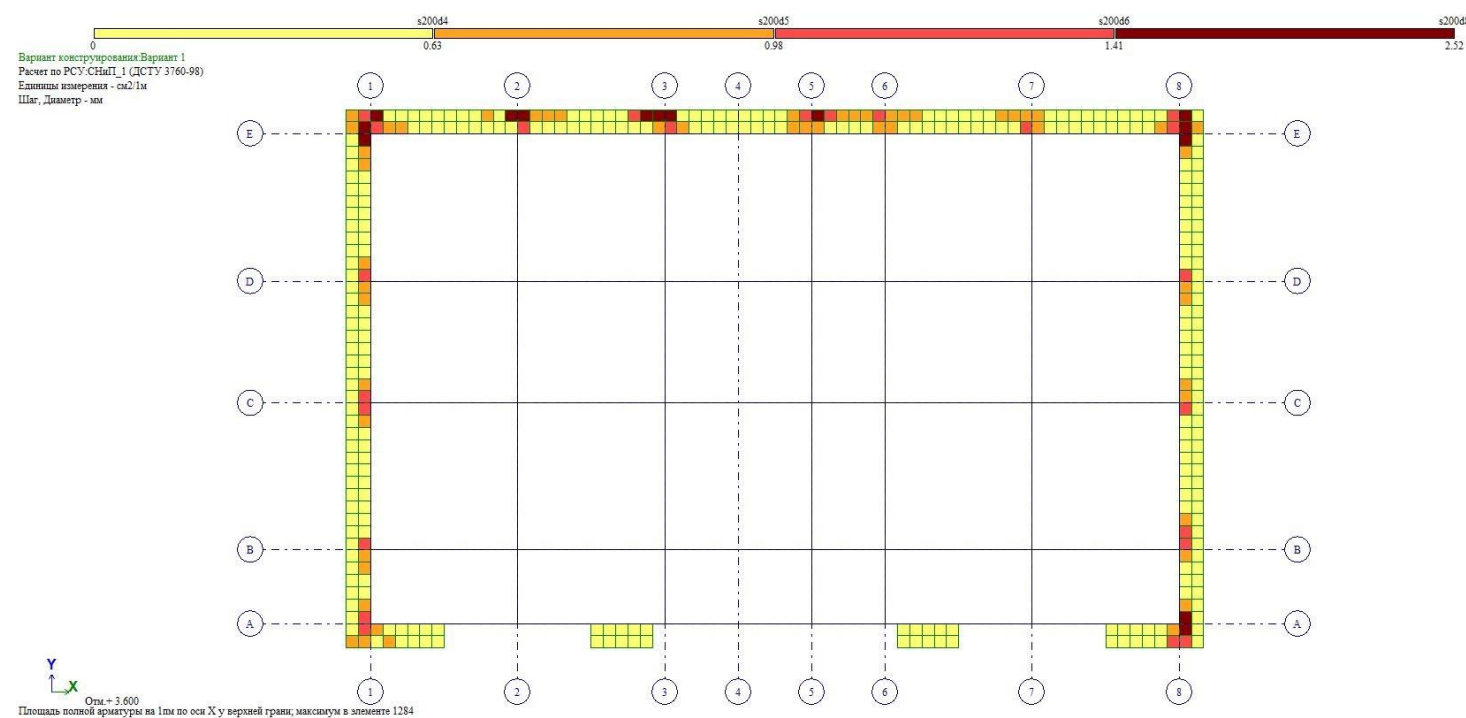 s200d4 s200d5 s200d6 s200d8
0 0.63 0.98 1.41 2.52
Вариант конструирования:Вариант 1
Расчет по РСУ:СНиП_1 (ДСТУ 3760-98)
Единицы измерения - см2/1м
Шаг, Диаметр - мм
1 2 3 4 5 6 7 8
E E
D D
C C
B B
A A
Y
X
1 2 3 4 5 6 7 8
Отм.+ 3.600
Площадь полной арматуры на 1пм по оси X у верхней грани; максимум в элементе 1284